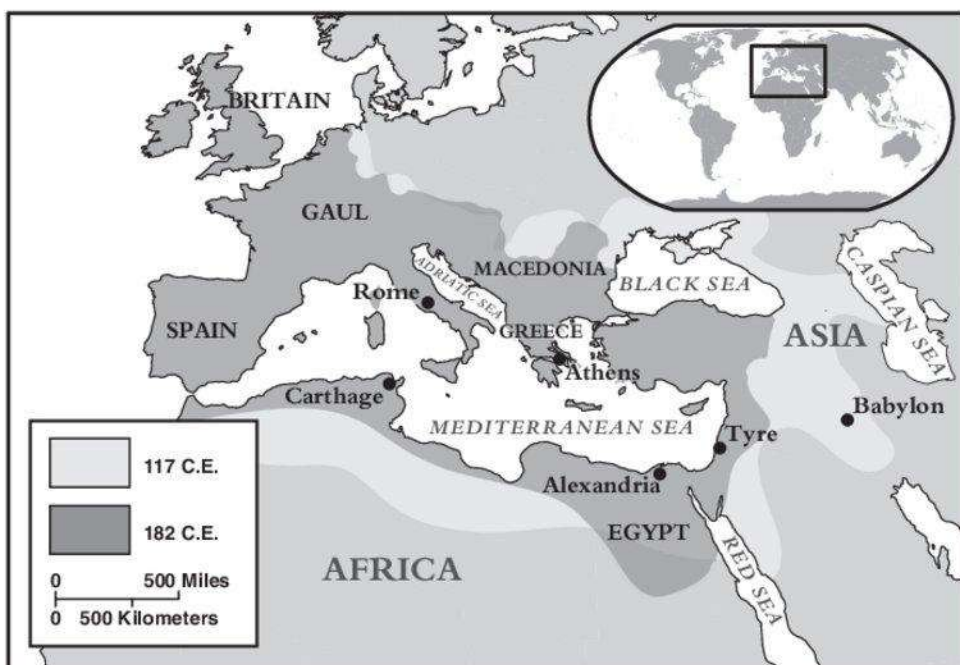 BRITAIN
GAUL
ADRIATIC SEA
MACEDONIA
BLACK SEA
CASPIAN SEA
Rome
SPAIN
GREECE
ASIA
Athens
Carthage
Babylon
MEDITERRANEAN SEA
Tyre
Alexandria
EGYPT
RED SEA
AFRICA
117 C.E.
182 C.E.
0 500 Miles
0 500 Kilometers